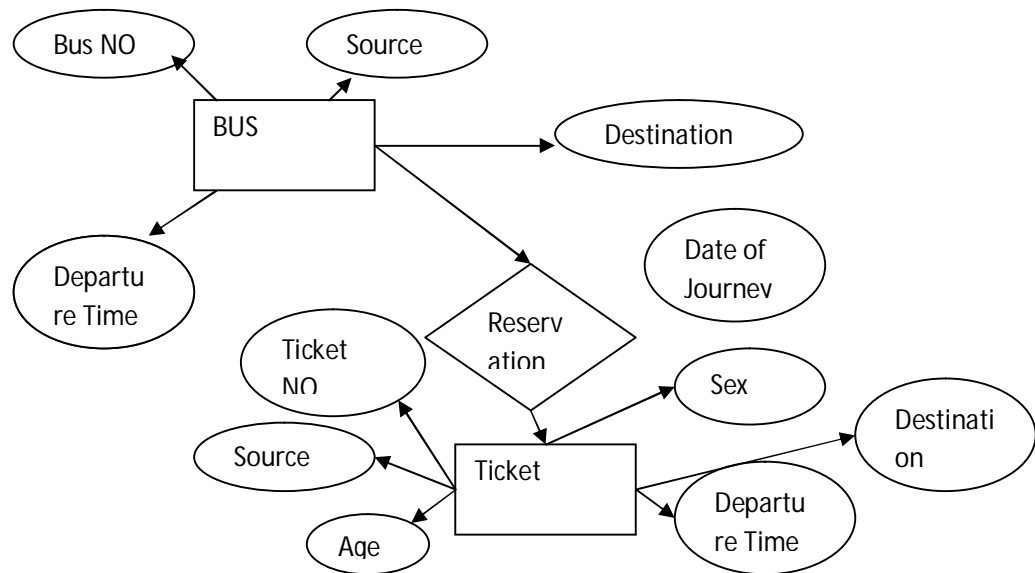 Bus NO
Source
BUS
Destination
Departu
re Time
Date of
Journey
Reserv
ation
Ticket
NO
Sex
Destinati
on
Source
Ticket
Departu
re Time
Age